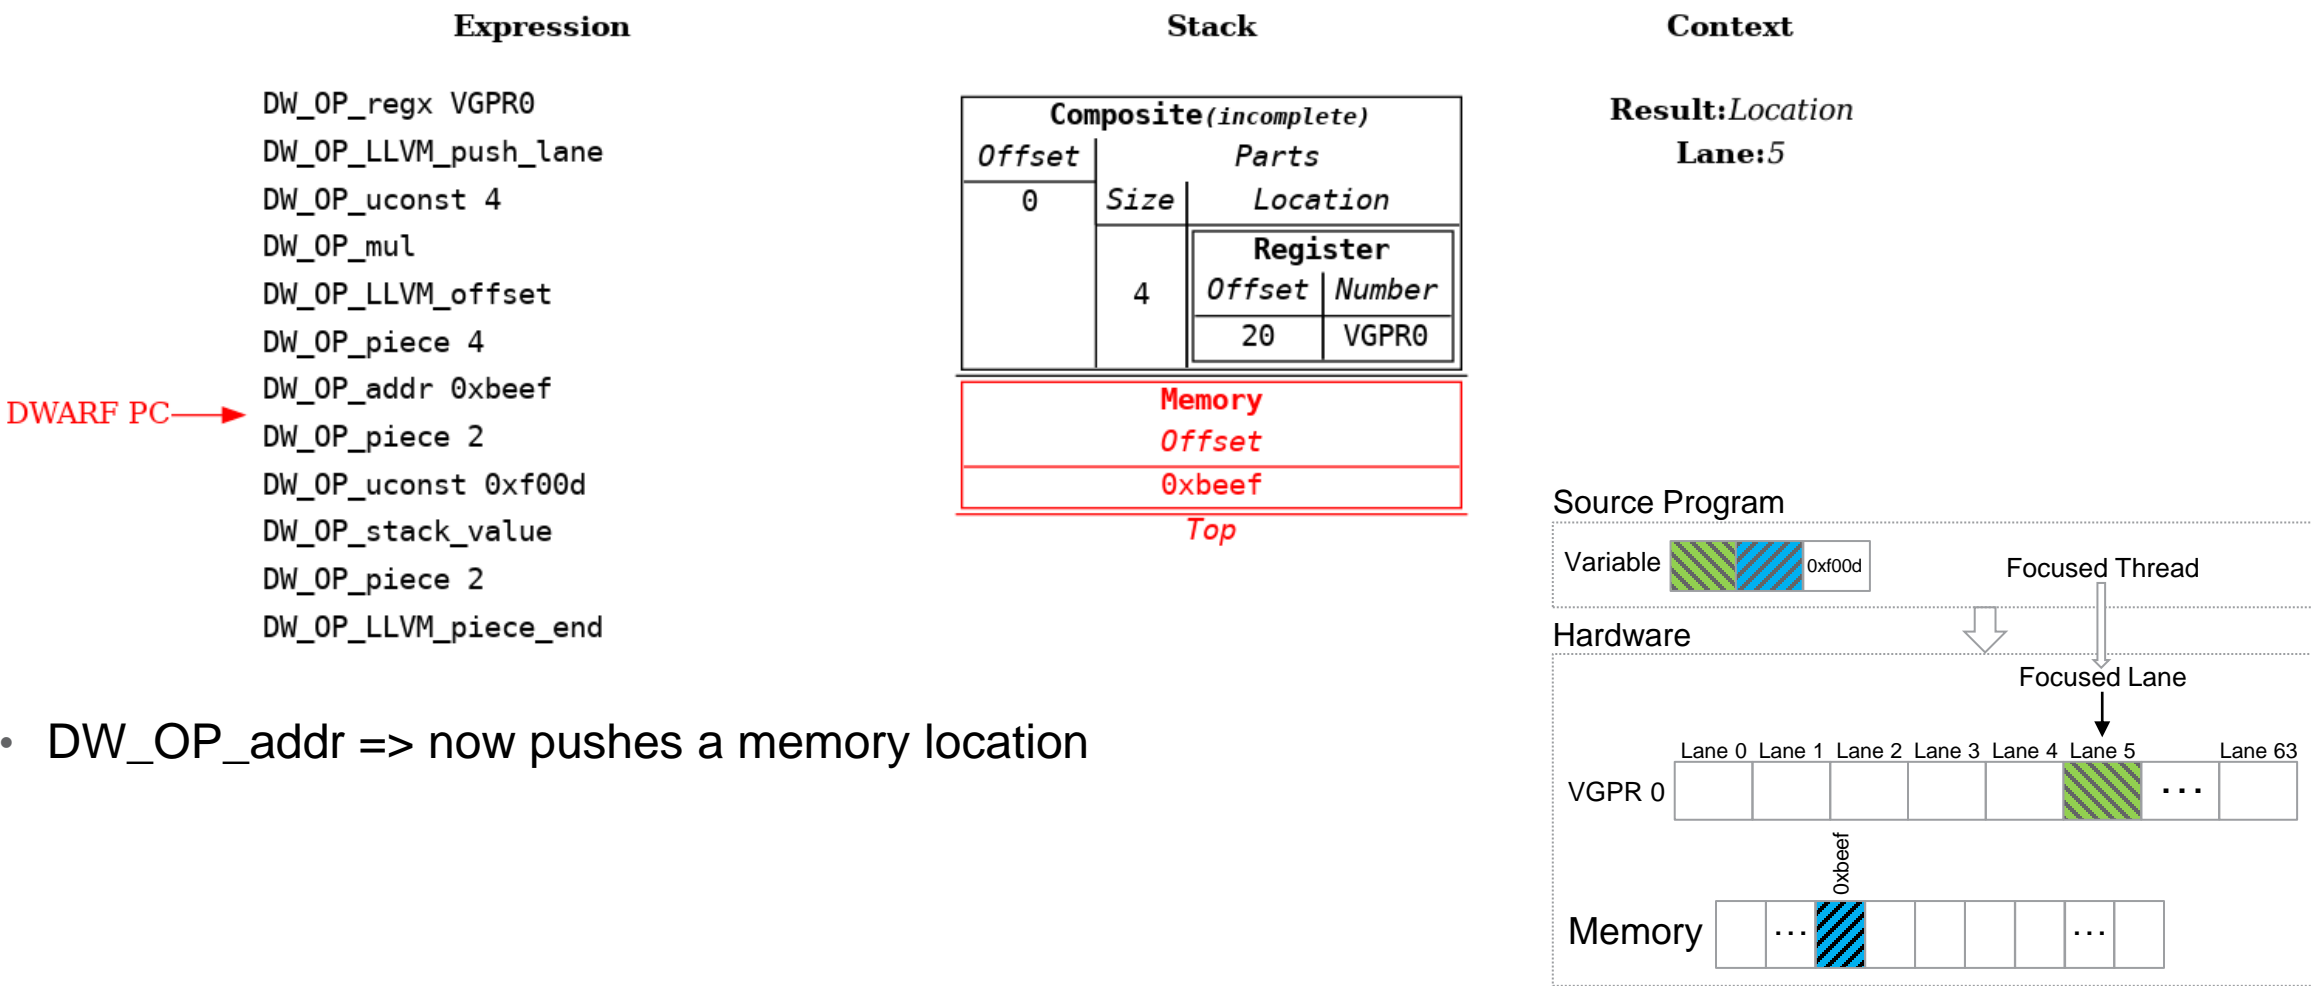 Expression
DW_OP_regx VGPR0
DW_OP_LLVM_push_lane
DW_OP_uconst 4
DW_OP_mul
DW_OP_LLVM_offset
DW_OP_piece 4
DW_OP_addr 0xbeef
DWARF PC
DW_OP_piece 2
DW_OP_uconst 0xf00d
DW_OP_stack_value
DW_OP_piece 2
DW_OP_LLVM_piece_end
Stack
Composite(incomplete)
Offset Parts
0 Size Location
Register
4 Offset Number
20 VGPR0
Memory
Offset
0xbeef
Top
Context
Result:Location
Lane:5
• DW_OP_addr => now pushes a memory location
Source Program
Variable 0xf00d Focused Thread
Hardware
Focused Lane
Lane 0 Lane 1 Lane 2 Lane 3 Lane 4 Lane 5 Lane 63
VGPR 0 ...
0xbeef
Memory ... ...